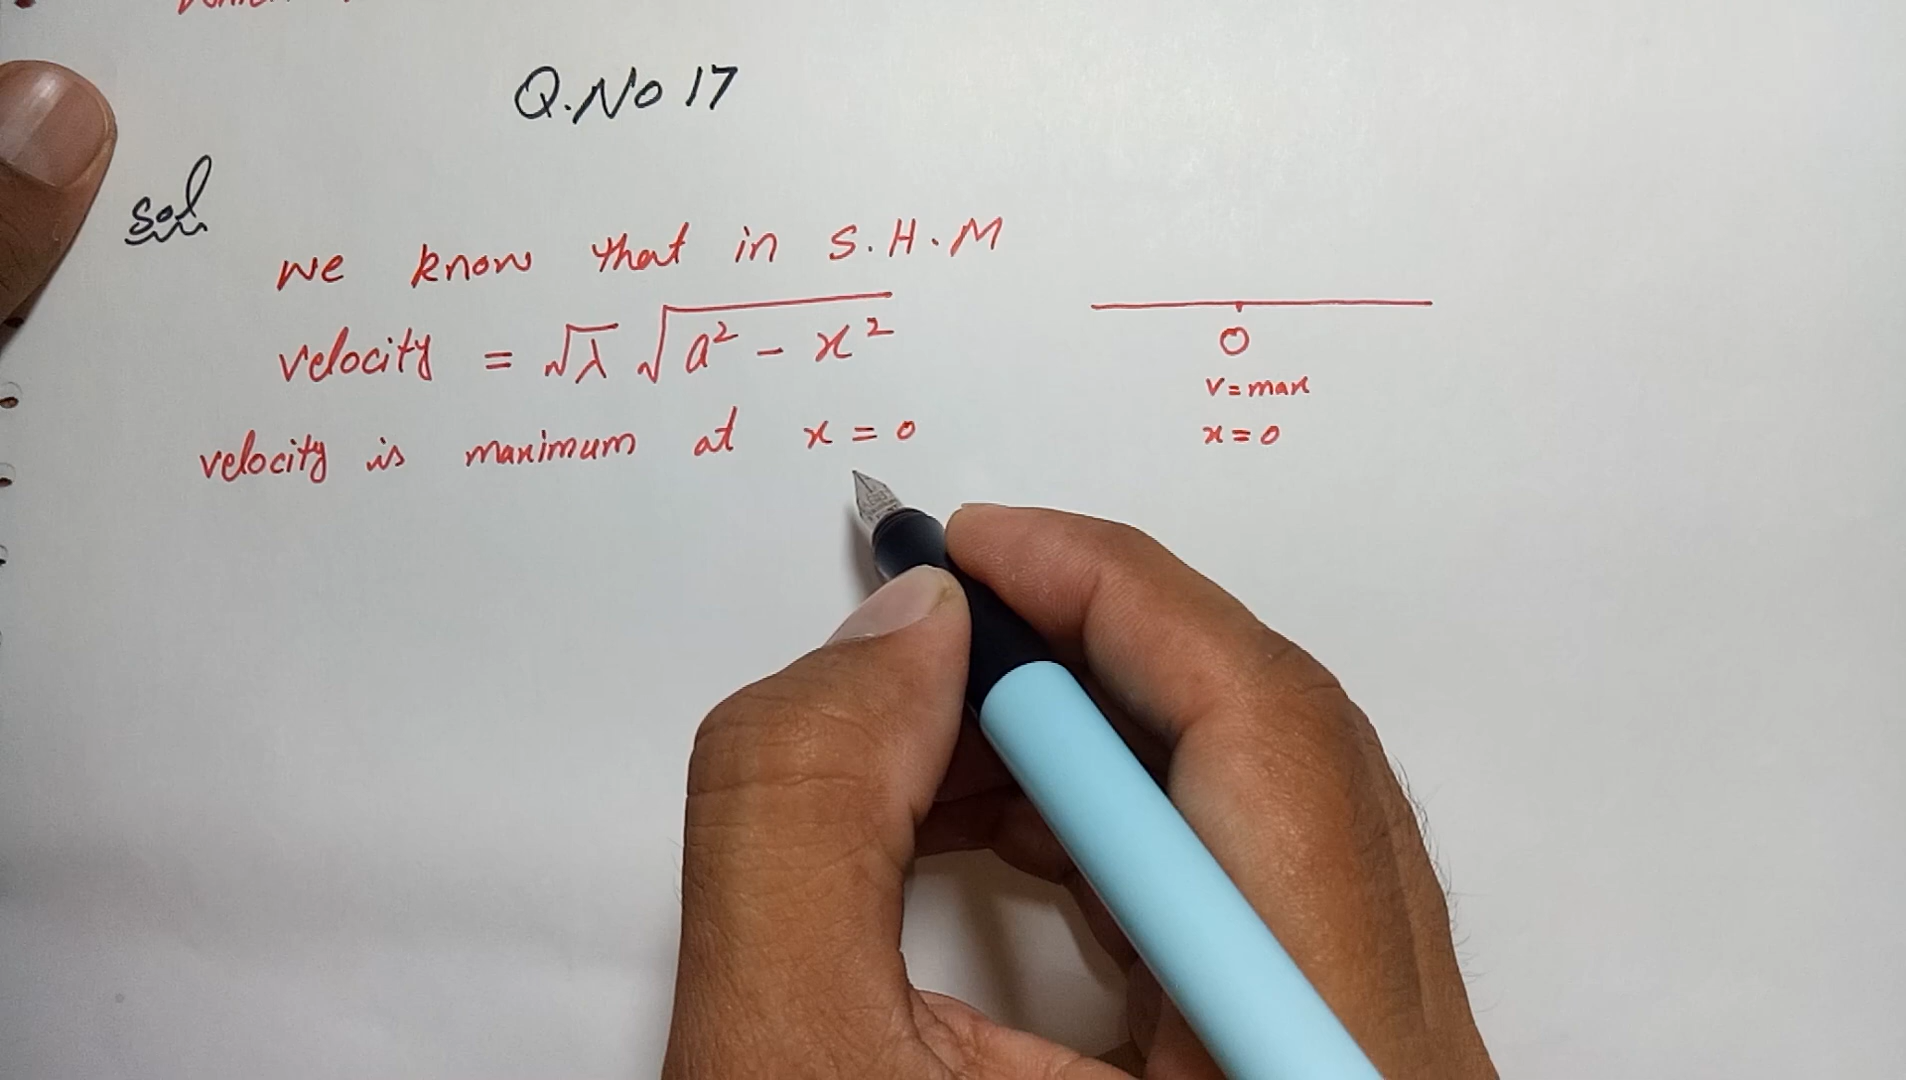 Q.No 17
Sol
we know that in S.H.M
velocity = √λ √a² - x²
velocity is maximum at x = 0
O
v = max
x = 0